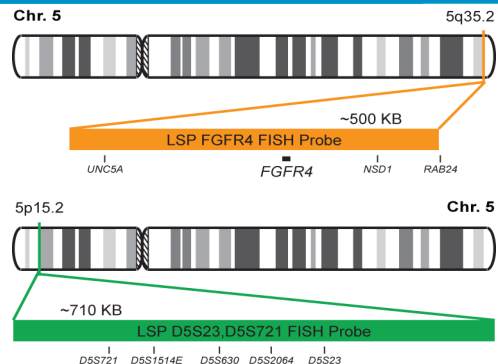 Chr. 5
5q35.2
~500 KB
LSP FGFR4 FISH Probe
UNC5A FGFR4 NSD1 RAB24
5p15.2
Chr. 5
~710 KB
LSP D5S23,D5S721 FISH Probe
D5S721 D5S1514E D5S630 D5S2064 D5S23